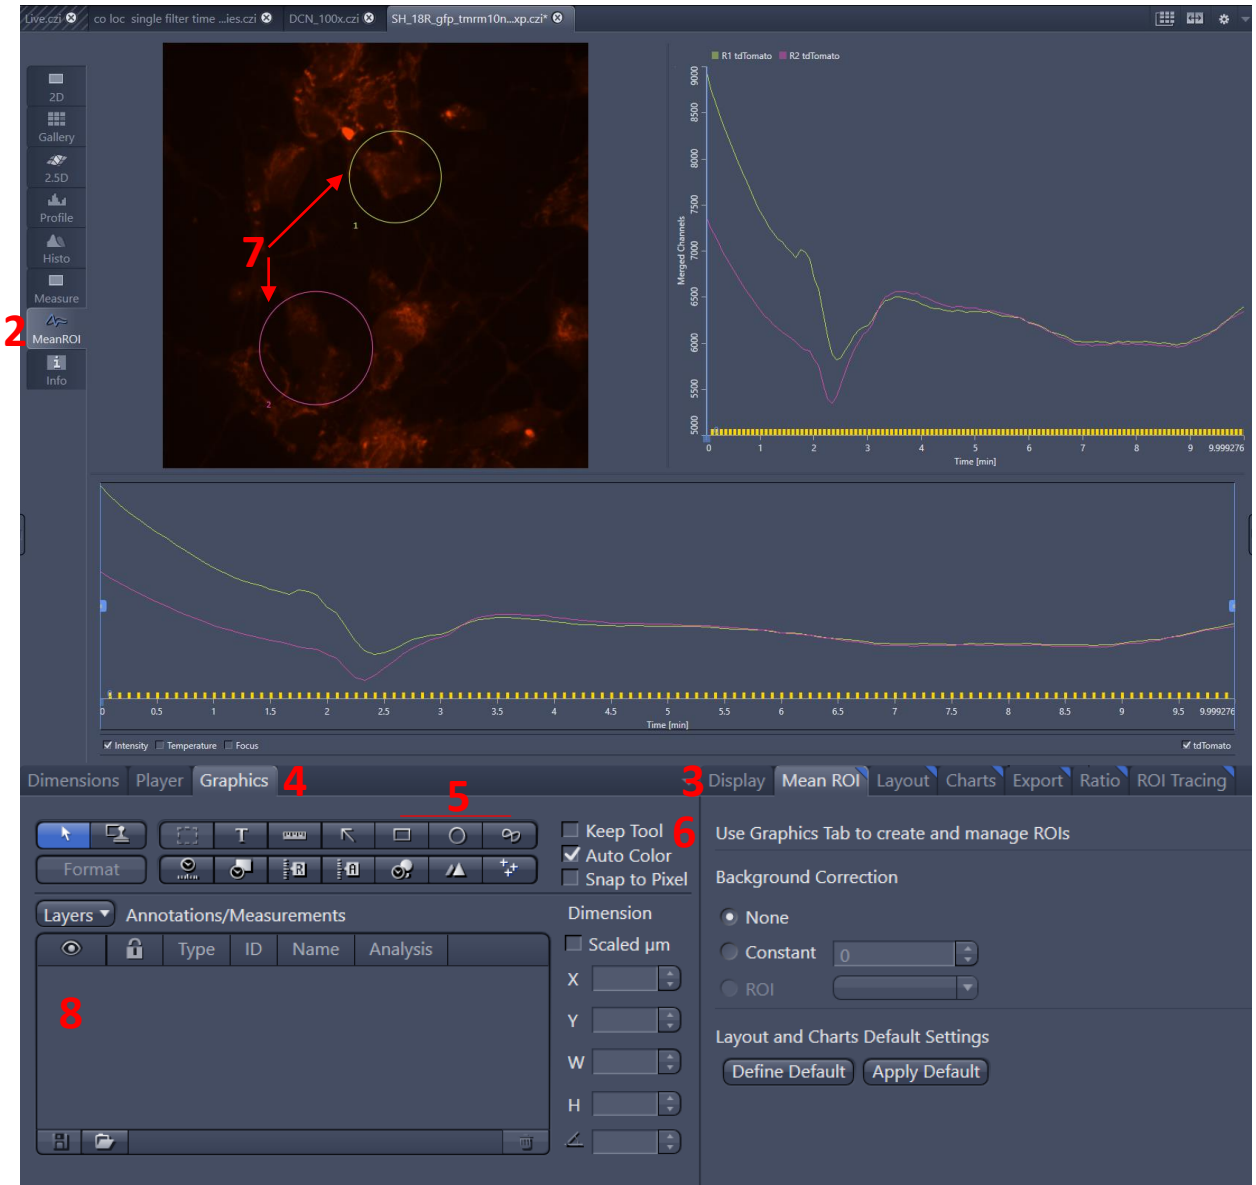 Live.czi
co loc single filter time ...ies.czi
DCN_100x.czi
SH_18R_gfp_tmrm10n...xp.czi*
2D
Gallery
2.5D
Profile
Histo
Measure
2
MeanROI
i
Info
7
1
2
R1 tdTomato R2 tdTomato
Merged Channels
9000
8500
8000
7500
7000
6500
6000
5500
5000
0 1 2 3 4 5 6 7 8 9 9.999276
Time [min]
0 0.5 1 1.5 2 2.5 3 3.5 4 4.5 5 5.5 6 6.5 7 7.5 8 8.5 9 9.5 9.999276
Time [min]
Intensity Temperature Focus
tdTomato
Dimensions Player Graphics 4
5
T
R
A
Format
Keep Tool
Auto Color
Snap to Pixel
6
Layers Annotations/Measurements
Type ID Name Analysis
8
Dimension
Scaled µm
X
Y
W
H
3 Display Mean ROI Layout Charts Export Ratio ROI Tracing
Use Graphics Tab to create and manage ROIs
Background Correction
None
Constant 0
ROI
Layout and Charts Default Settings
Define Default Apply Default